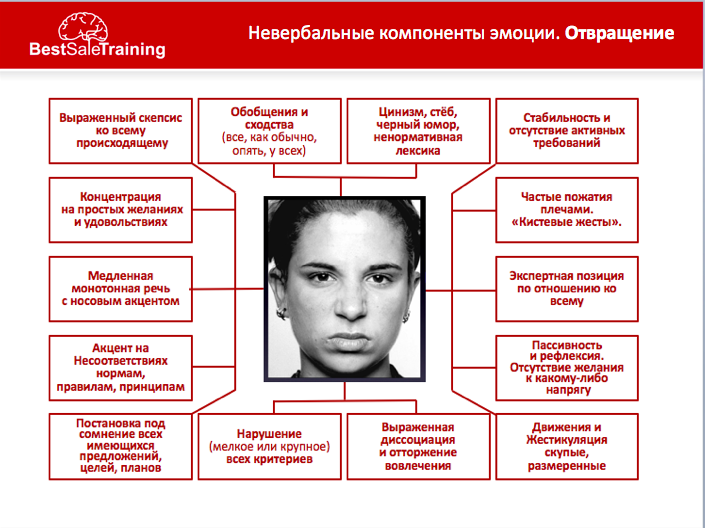 Невербальные компоненты эмоции. Отвращение
BestSaleTraining
Выраженный скепсис
ко всему
происходящему
Обобщения и
сходства
(все, как обычно,
опять, у всех)
Цинизм, стёб,
черный юмор,
ненормативная
лексика
Стабильность и
отсутствие активных
требований
Концентрация
на простых желаниях
и удовольствиях
Частые пожатия
плечами.
«Кистевые жесты».
Медленная
монотонная речь
с носовым акцентом
Экспертная позиция
по отношению ко
всему
Акцент на
Несоответствиях
нормам,
правилам, принципам
Пассивность
и рефлексия.
Отсутствие желания
к какому-либо
напрягу
Постановка под
сомнение всех
имеющихся
предложений,
целей, планов
Нарушение
(мелкое или крупное)
всех критериев
Выраженная
диссоциация
и отторжение
вовлечения
Движения и
Жестикуляция
скупые,
размеренные